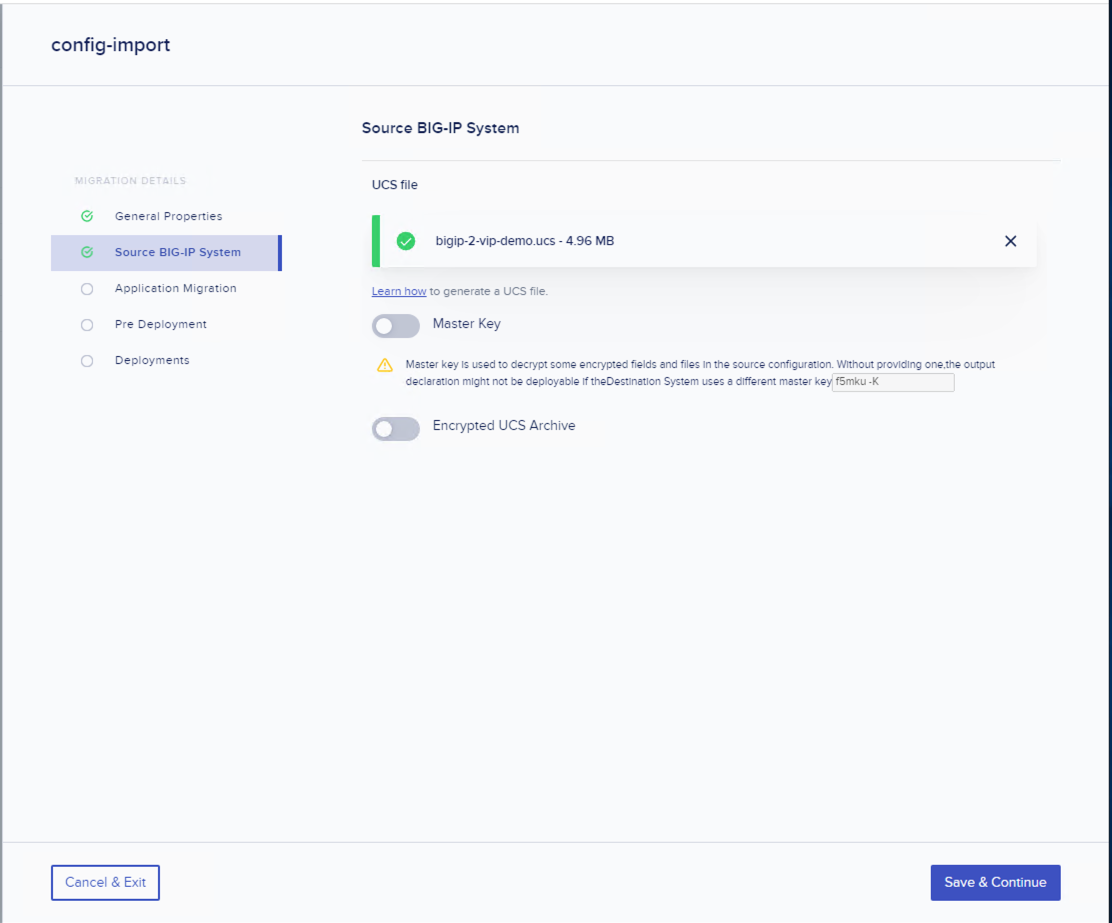 config-import
Source BIG-IP System
MIGRATION DETAILS
General Properties
Source BIG-IP System
Application Migration
Pre Deployment
Deployments
UCS file
bigip-2-vip-demo.ucs - 4.96 MB
Learn how to generate a UCS file.
Master Key
Master key is used to decrypt some encrypted fields and files in the source configuration. Without providing one,the output
declaration might not be deployable if theDestination System uses a different master key f5mku -K
Encrypted UCS Archive
Cancel & Exit
Save & Continue